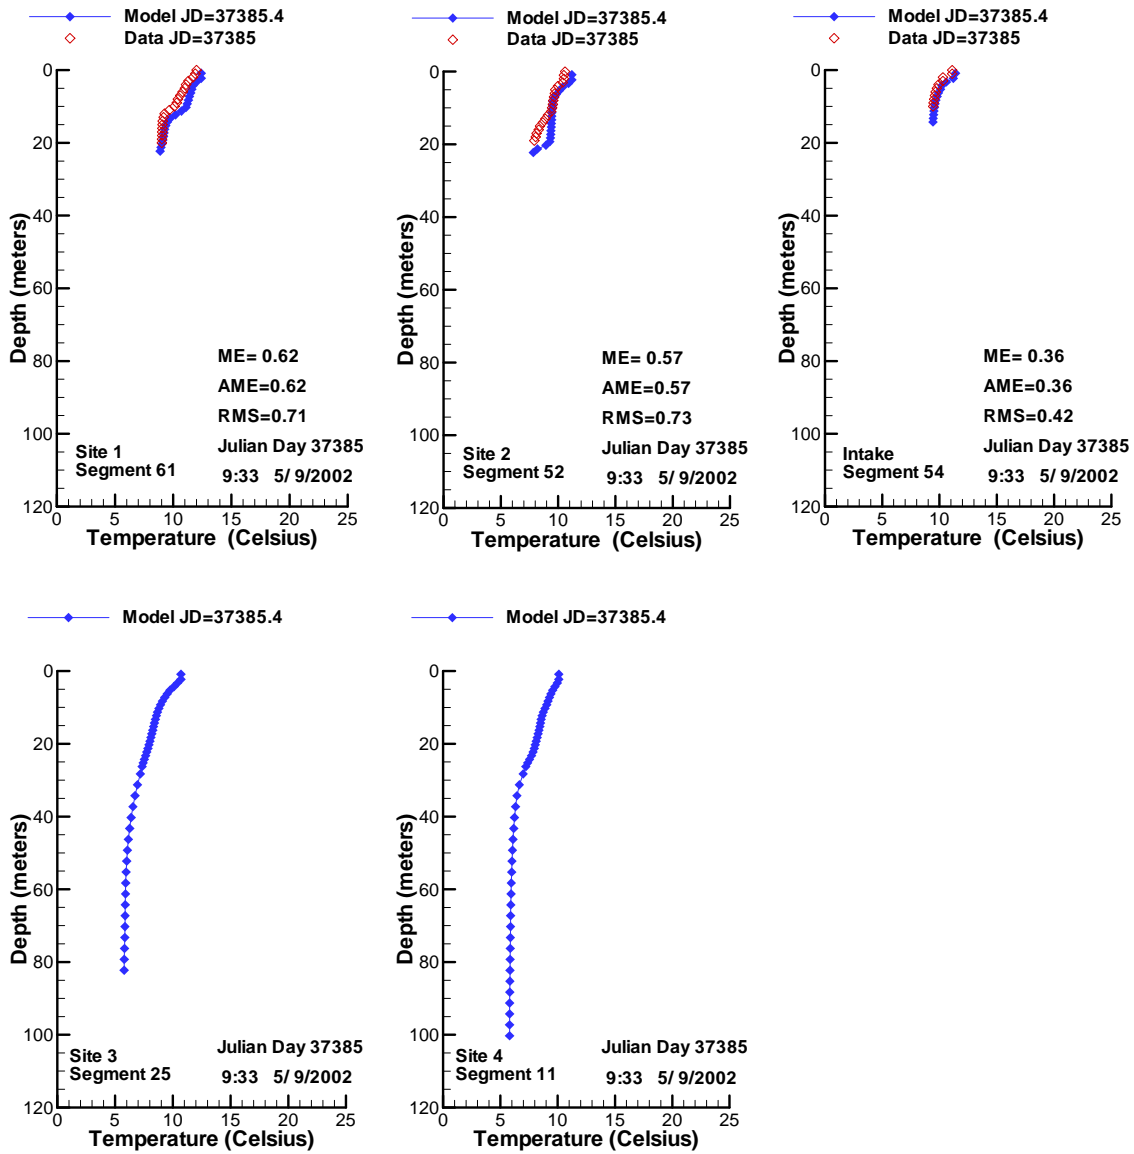 Model JD=37385.4
Data JD=37385
0
20
40
60
80
100
120
Depth (meters)
ME= 0.62
AME=0.62
RMS=0.71
Site 1
Segment 61
Julian Day 37385
9:33 5/ 9/2002
0 5 10 15 20 25
Temperature (Celsius)
Model JD=37385.4
Data JD=37385
0
20
40
60
80
100
120
Depth (meters)
ME= 0.57
AME=0.57
RMS=0.73
Site 2
Segment 52
Julian Day 37385
9:33 5/ 9/2002
0 5 10 15 20 25
Temperature (Celsius)
Model JD=37385.4
Data JD=37385
0
20
40
60
80
100
120
Depth (meters)
ME= 0.36
AME=0.36
RMS=0.42
Intake
Segment 54
Julian Day 37385
9:33 5/ 9/2002
0 5 10 15 20 25
Temperature (Celsius)
Model JD=37385.4
0
20
40
60
80
100
120
Depth (meters)
Site 3
Segment 25
Julian Day 37385
9:33 5/ 9/2002
0 5 10 15 20 25
Temperature (Celsius)
Model JD=37385.4
0
20
40
60
80
100
120
Depth (meters)
Site 4
Segment 11
Julian Day 37385
9:33 5/ 9/2002
0 5 10 15 20 25
Temperature (Celsius)